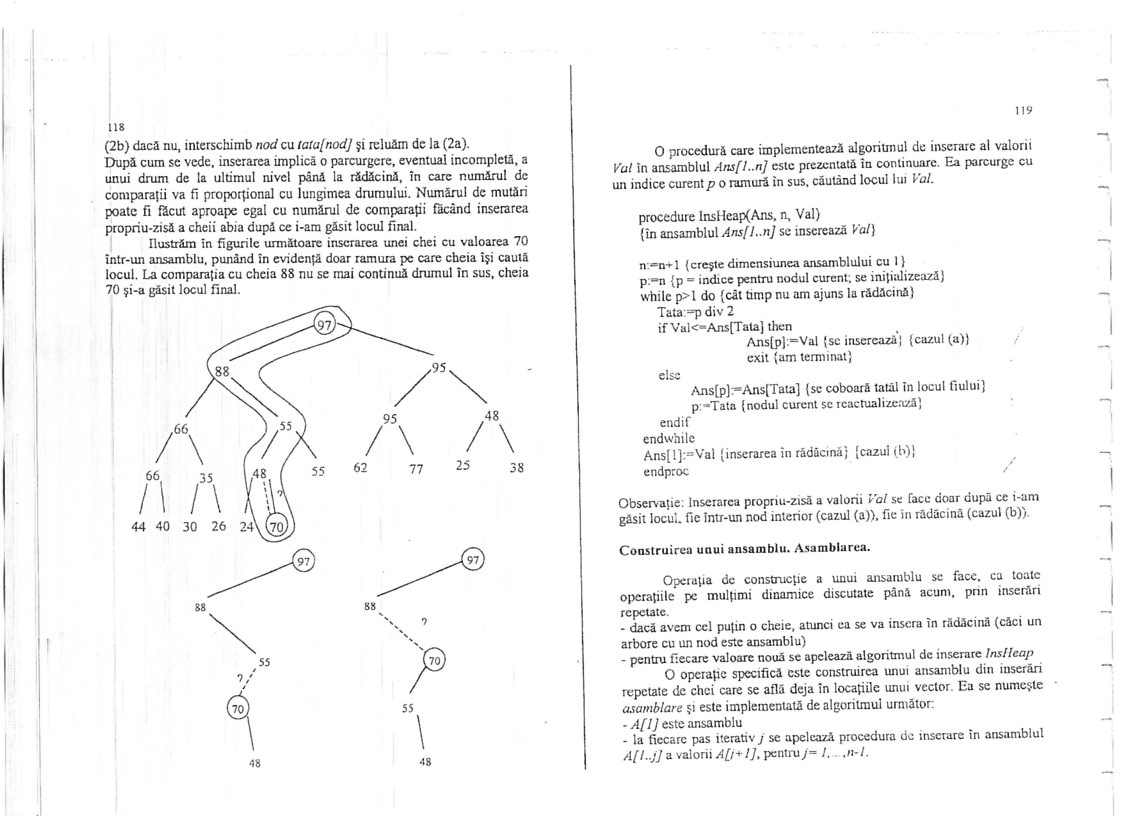 118
(2b) dacă nu, interschimb nod cu tata[nod] şi reluăm de la (2a).
După cum se vede, inserarea implică o parcurgere, eventual incompletă, a
unui drum de la ultimul nivel până la rădăcină, în care numărul de
comparaţii va fi proporţional cu lungimea drumului. Numărul de mutări
poate fi făcut aproape egal cu numărul de comparaţii făcând inserarea
propriu-zisă a cheii abia după ce i-am găsit locul final.
Ilustrăm în figurile următoare inserarea unei chei cu valoarea 70
într-un ansamblu, punând în evidenţă doar ramura pe care cheia îşi caută
locul. La comparaţia cu cheia 88 nu se mai continuă drumul în sus, cheia
70 şi-a găsit locul final.
97
88 95
66 55 95 48
66 35 48 ? 55 62 77 25 38
44 40 30 26 24 70
97 97
88 88 ?
55 70
? 70 55
48 48
119
O procedură care implementează algoritmul de inserare al valorii
Val în ansamblul Ans[1..n] este prezentată în continuare. Ea parcurge cu
un indice curent p o ramură în sus, căutând locul lui Val.
procedure InsHeap(Ans, n, Val)
{în ansamblul Ans[1..n] se inserează Val}
n:=n+1 {creşte dimensiunea ansamblului cu 1}
p:=n {p = indice pentru nodul curent; se iniţializează}
while p>1 do {cât timp nu am ajuns la rădăcină}
Tata:=p div 2
if Val<=Ans[Tata] then
Ans[p]:=Val {se inserează} {cazul (a)}
exit {am terminat}
else
Ans[p]:=Ans[Tata] {se coboară tatăl în locul fiului}
p:=Tata {nodul curent se reactualizează}
endif
endwhile
Ans[1]:=Val {inserarea în rădăcină} {cazul (b)}
endproc
Observaţie: Inserarea propriu-zisă a valorii Val se face doar după ce i-am
găsit locul, fie într-un nod interior (cazul (a)), fie în rădăcină (cazul (b)).
Construirea unui ansamblu. Asamblarea.
Operaţia de construcţie a unui ansamblu se face, ca toate
operaţiile pe mulţimi dinamice discutate până acum, prin inserări
repetate.
- dacă avem cel puţin o cheie, atunci ea se va insera în rădăcină (căci un
arbore cu un nod este ansamblu)
- pentru fiecare valoare nouă se apelează algoritmul de inserare InsHeap
O operaţie specifică este construirea unui ansamblu din inserări
repetate de chei care se află deja în locaţiile unui vector. Ea se numeşte
asamblare şi este implementată de algoritmul următor:
- A[1] este ansamblu
- la fiecare pas iterativ j se apelează procedura de inserare în ansamblul
A[1..j] a valorii A[j+1], pentru j= 1,...,n-1.